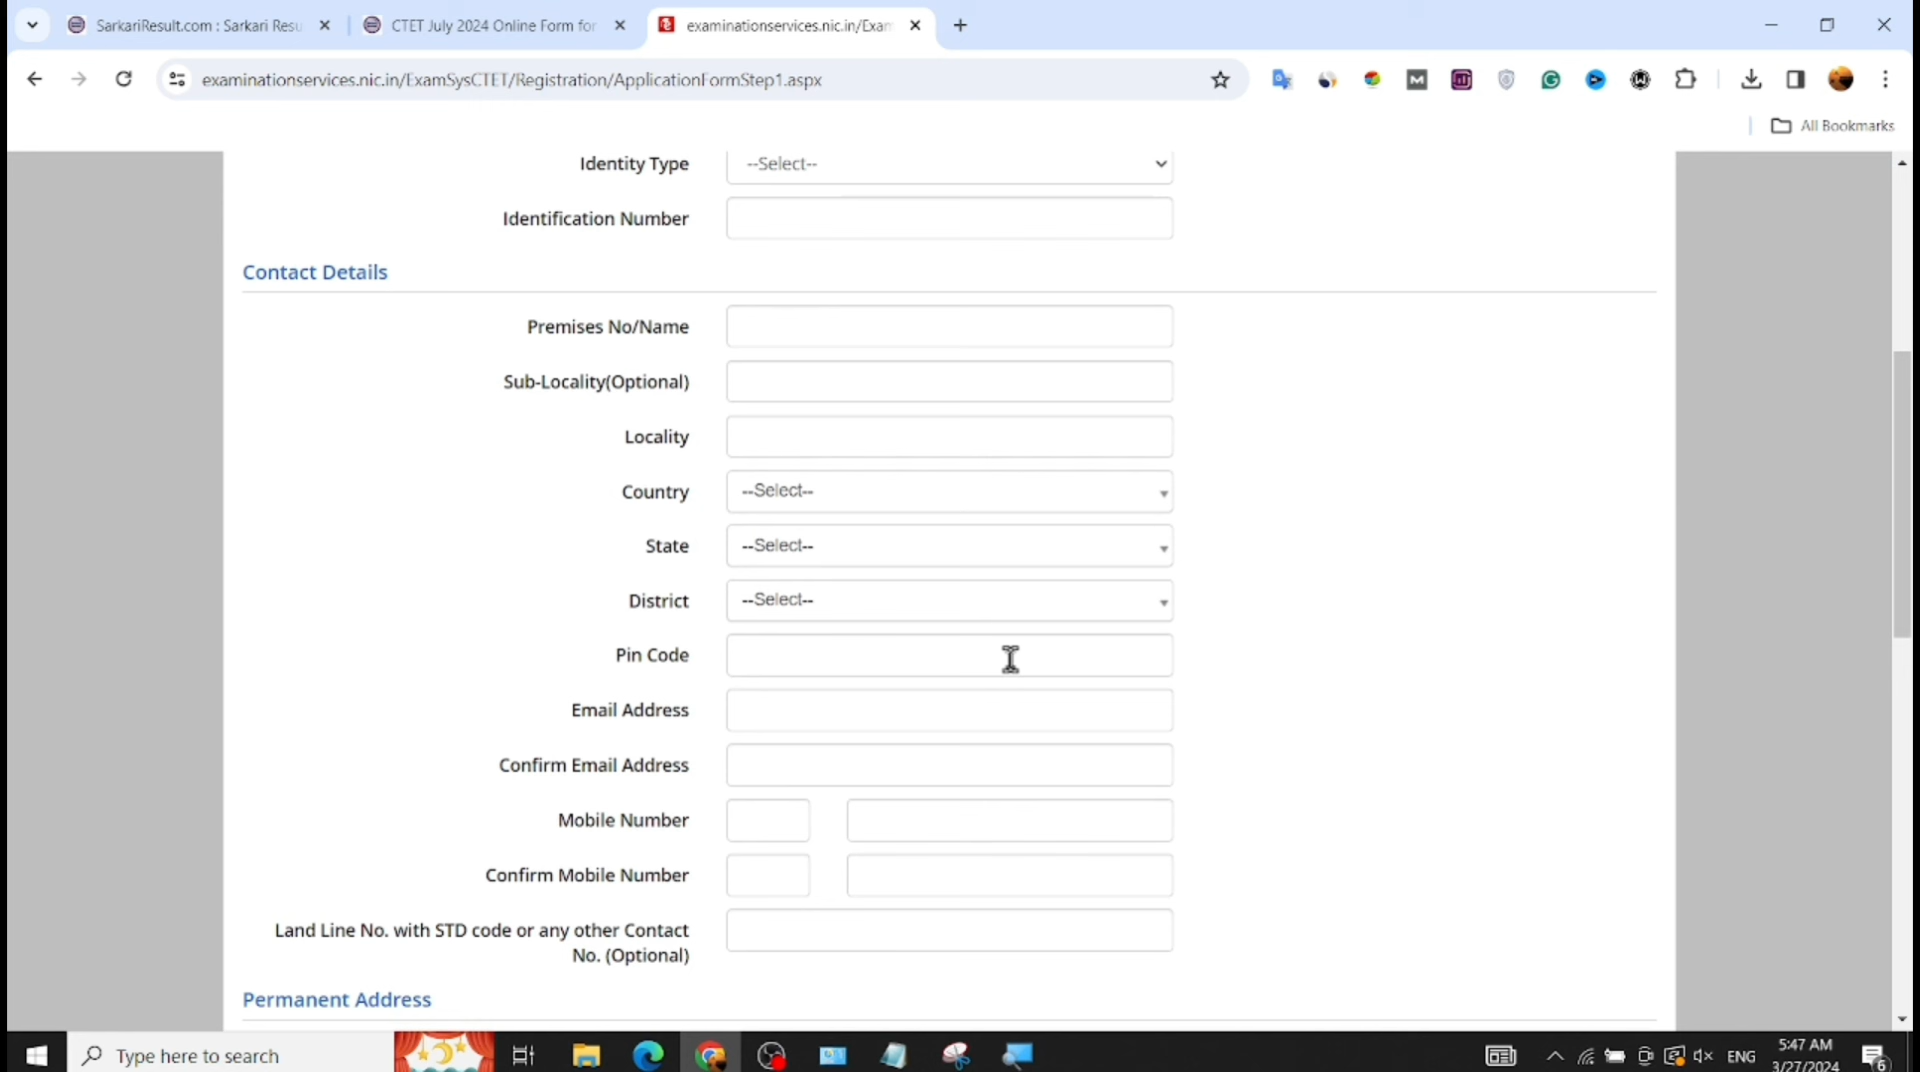 SarkariResult.com : Sarkari Resu
CTET July 2024 Online Form for
examinationservices.nic.in/Exam
examinationservices.nic.in/ExamSysCTET/Registration/ApplicationFormStep1.aspx
All Bookmarks
Identity Type
--Select--
Identification Number
Contact Details
Premises No/Name
Sub-Locality(Optional)
Locality
Country
--Select--
State
--Select--
District
--Select--
Pin Code
Email Address
Confirm Email Address
Mobile Number
Confirm Mobile Number
Land Line No. with STD code or any other Contact
No. (Optional)
Permanent Address
Type here to search
ENG
5:47 AM
3/27/2024
6